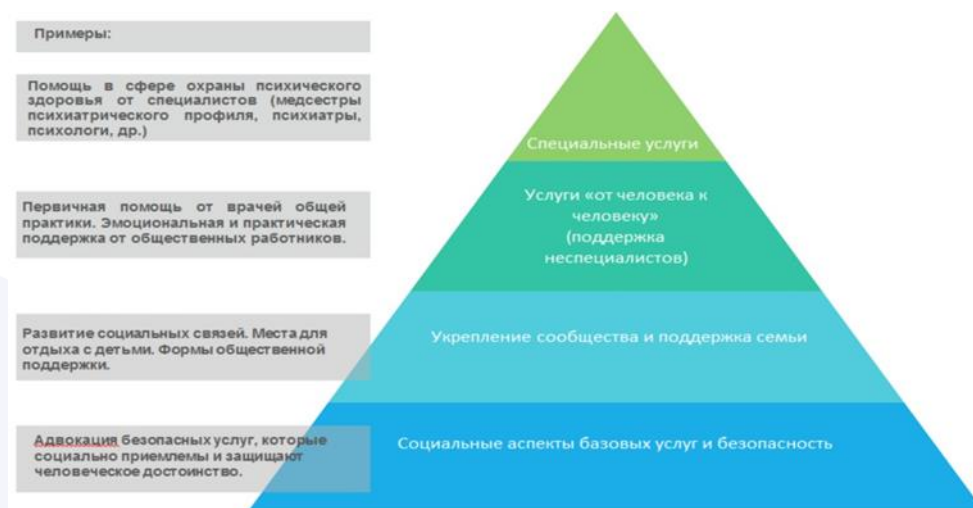 Примеры:
Помощь в сфере охраны психического
здоровья от специалистов (медсестры
психиатрического профиля, психиатры,
психологи, др.)
Специальные услуги
Первичная помощь от врачей общей
практики. Эмоциональная и практическая
поддержка от общественных работников.
Услуги «от человека к
человеку»
(поддержка
неспециалистов)
Развитие социальных связей. Места для
отдыха с детьми. Формы общественной
поддержки.
Укрепление сообщества и поддержка семьи
Адвокация безопасных услуг, которые
социально приемлемы и защищают
человеческое достоинство.
Социальные аспекты базовых услуг и безопасность